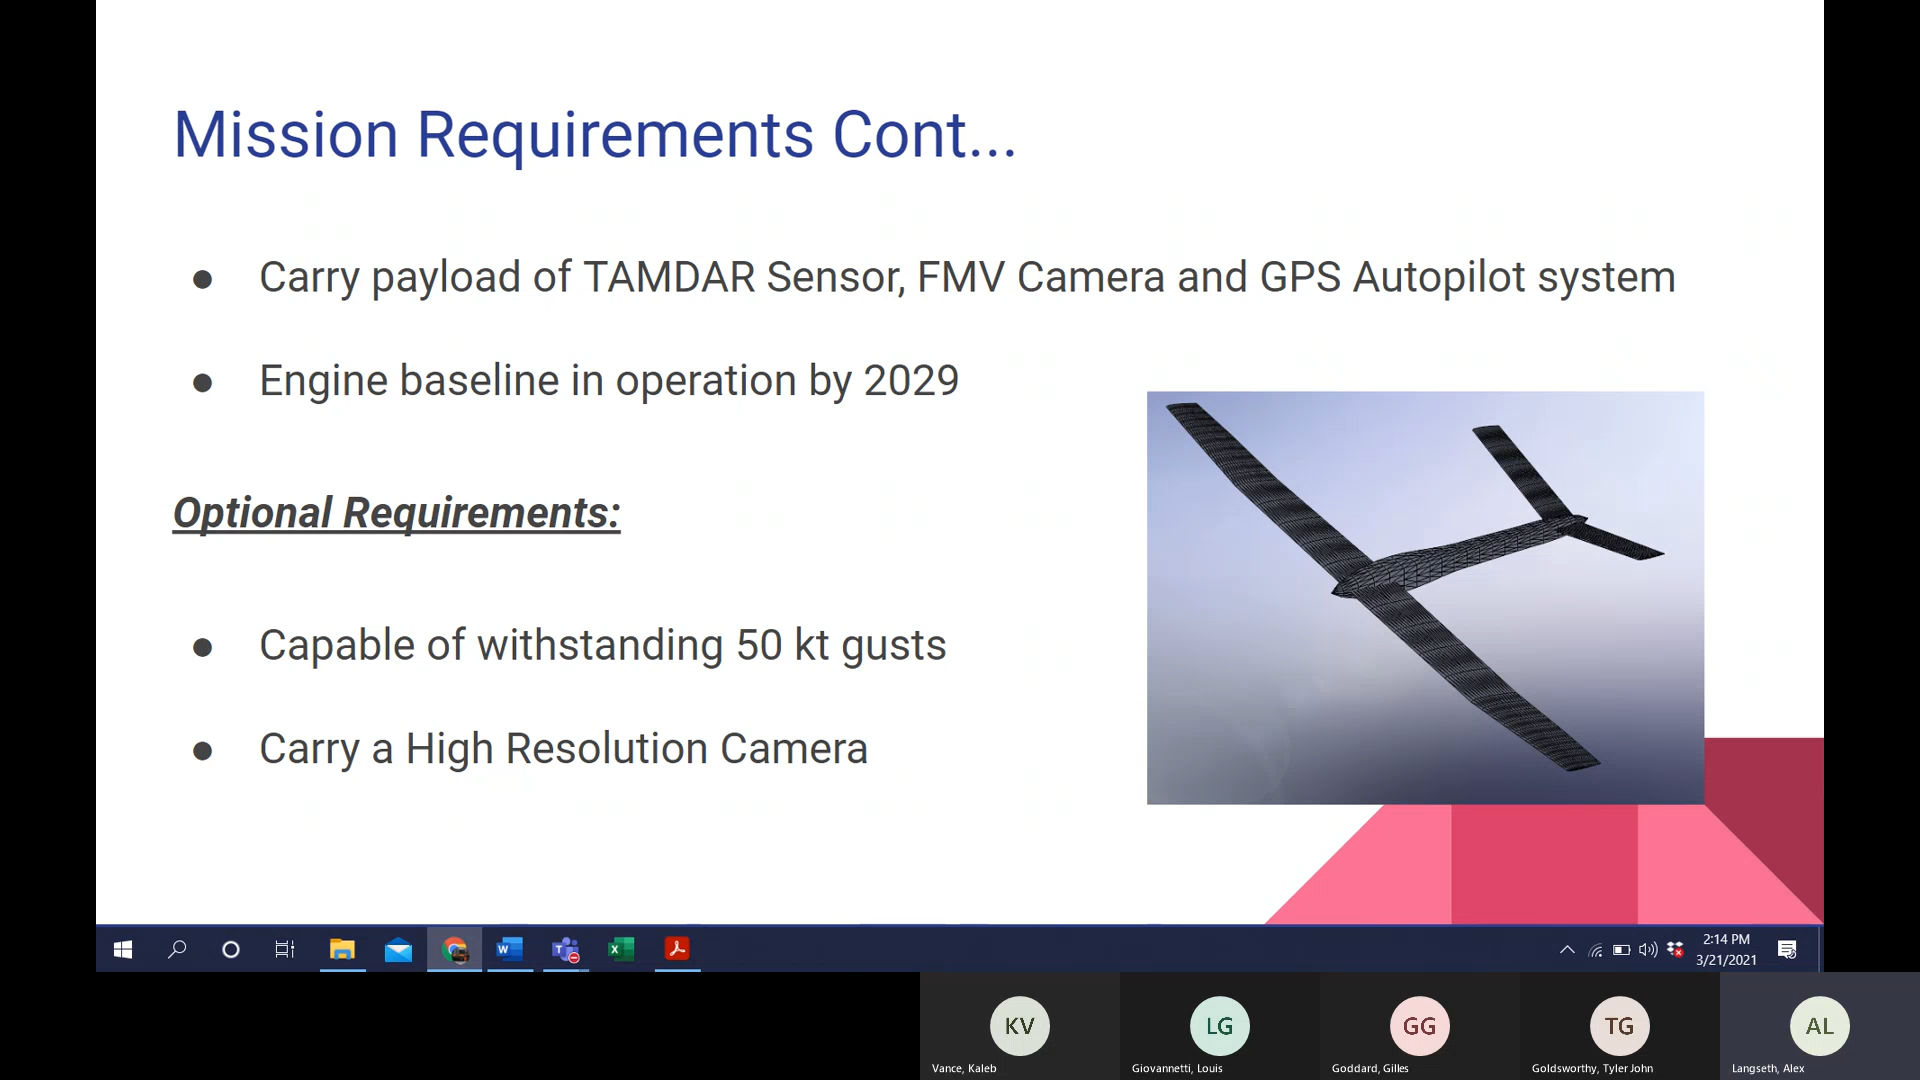 Mission Requirements Cont...
● Carry payload of TAMDAR Sensor, FMV Camera and GPS Autopilot system
● Engine baseline in operation by 2029
Optional Requirements:
● Capable of withstanding 50 kt gusts
● Carry a High Resolution Camera
2:14 PM
3/21/2021
KV
LG
GG
TG
AL
Vance, Kaleb
Giovannetti, Louis
Goddard, Gilles
Goldsworthy, Tyler John
Langseth, Alex